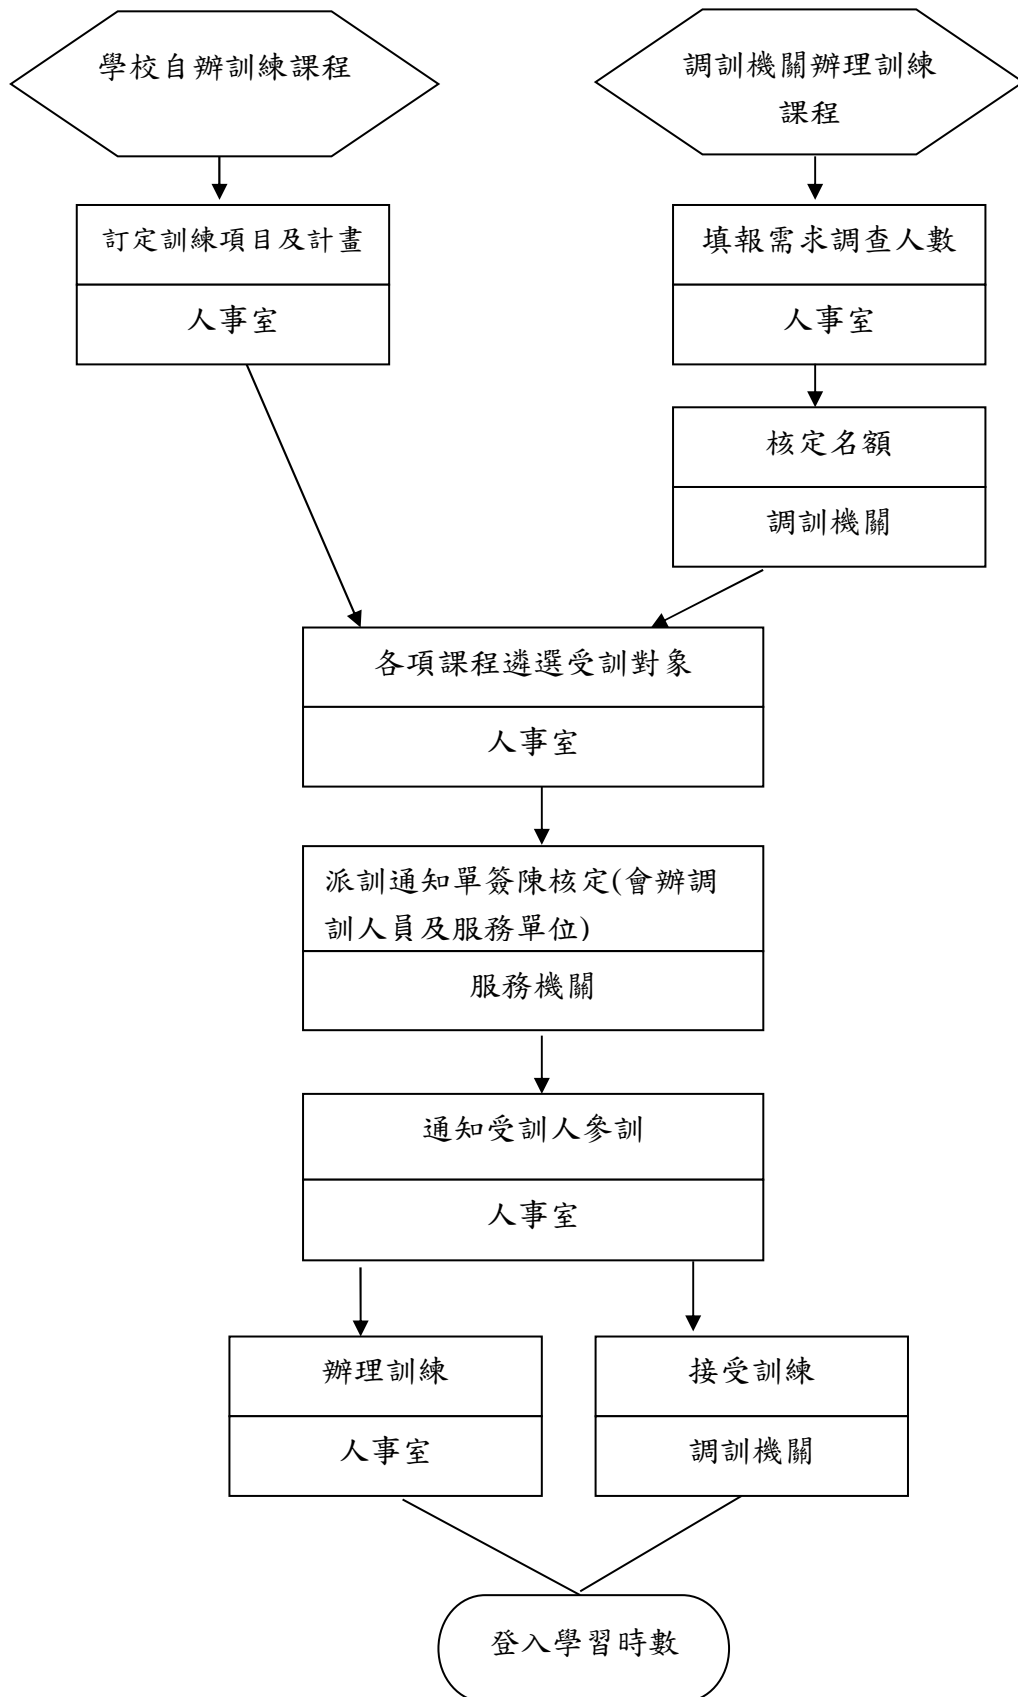 學校自辦訓練課程
調訓機關辦理訓練
課程
訂定訓練項目及計畫
人事室
填報需求調查人數
人事室
核定名額
調訓機關
各項課程遴選受訓對象
人事室
派訓通知單簽陳核定(會辦調
訓人員及服務單位)
服務機關
通知受訓人參訓
人事室
辦理訓練
人事室
接受訓練
調訓機關
登入學習時數